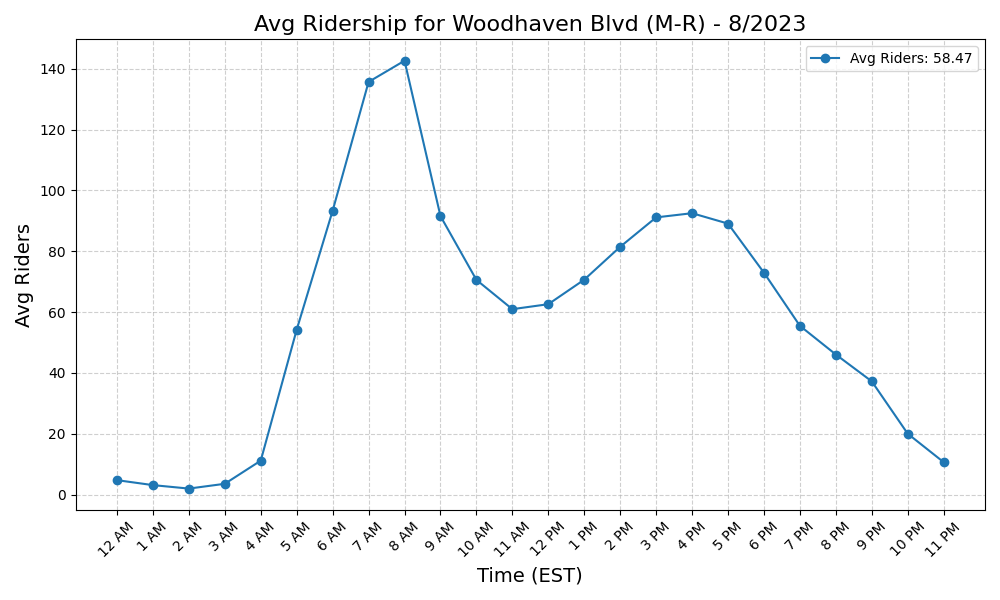 Avg Ridership for Woodhaven Blvd (M-R) - 8/2023
Avg Riders: 58.47
Avg Riders
140
120
100
80
60
40
20
0
12 AM
1 AM
2 AM
3 AM
4 AM
5 AM
6 AM
7 AM
8 AM
9 AM
10 AM
11 AM
12 PM
1 PM
2 PM
3 PM
4 PM
5 PM
6 PM
7 PM
8 PM
9 PM
10 PM
11 PM
Time (EST)